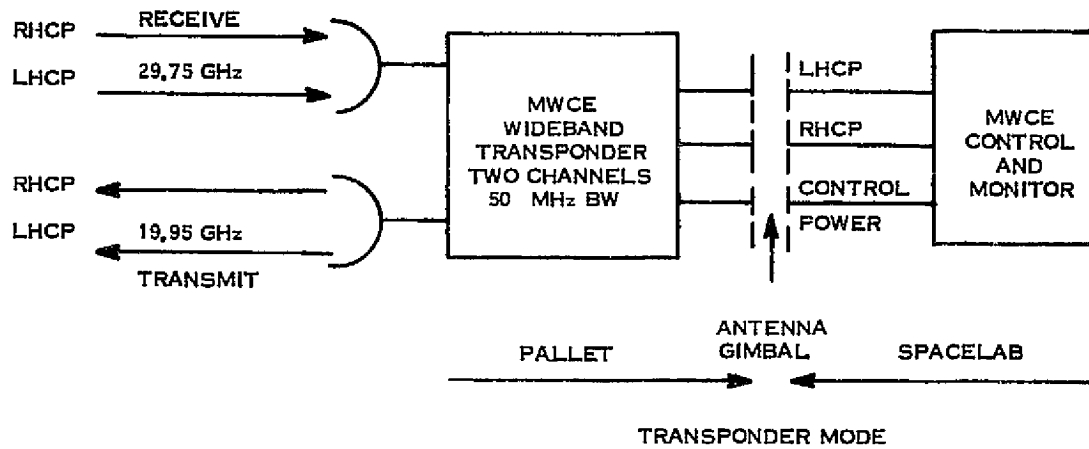 RHCP
RECEIVE
LHCP
29.75 GHz
RHCP
LHCP
19.95 GHz
TRANSMIT
MWCE
WIDEBAND
TRANSPONDER
TWO CHANNELS
50 MHz BW
LHCP
RHCP
CONTROL
POWER
MWCE
CONTROL
AND
MONITOR
PALLET
ANTENNA
GIMBAL
SPACELAB
TRANSPONDER MODE